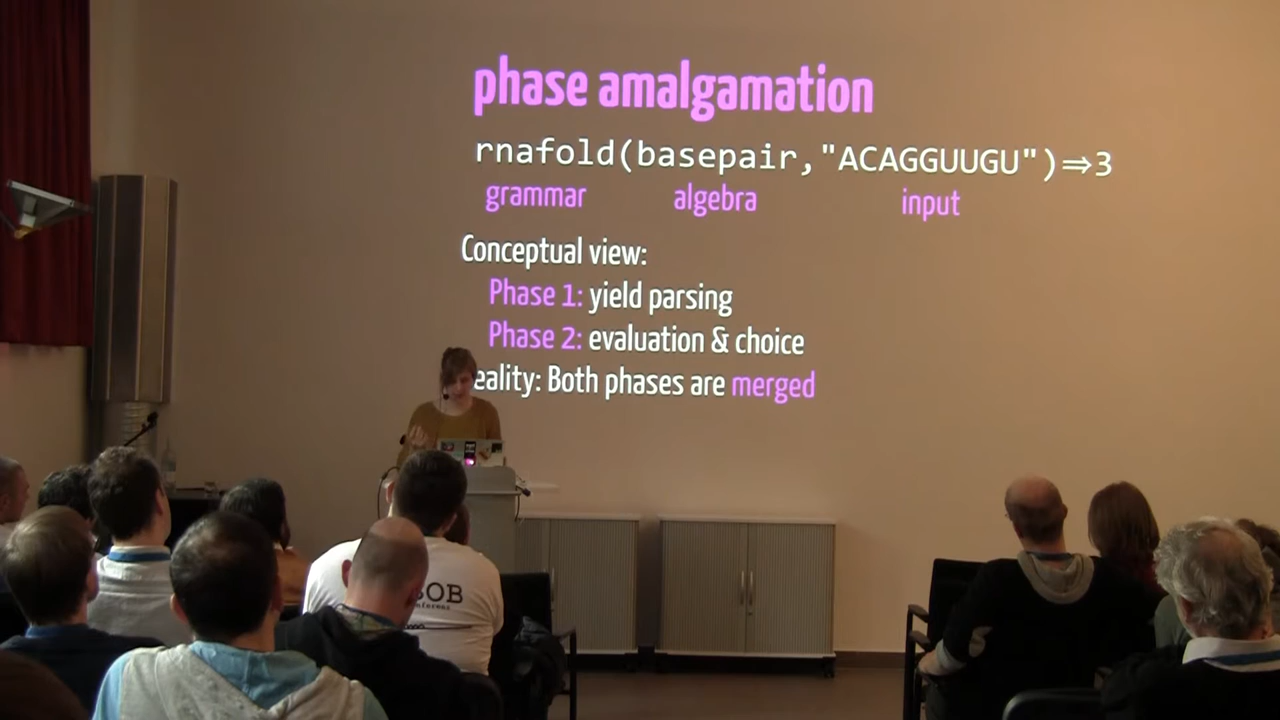 phase amalgamation
rnafold(basepair,"ACAGGUUGU")⇒3
grammar algebra input
Conceptual view:
Phase 1: yield parsing
Phase 2: evaluation & choice
eality: Both phases are merged
OB